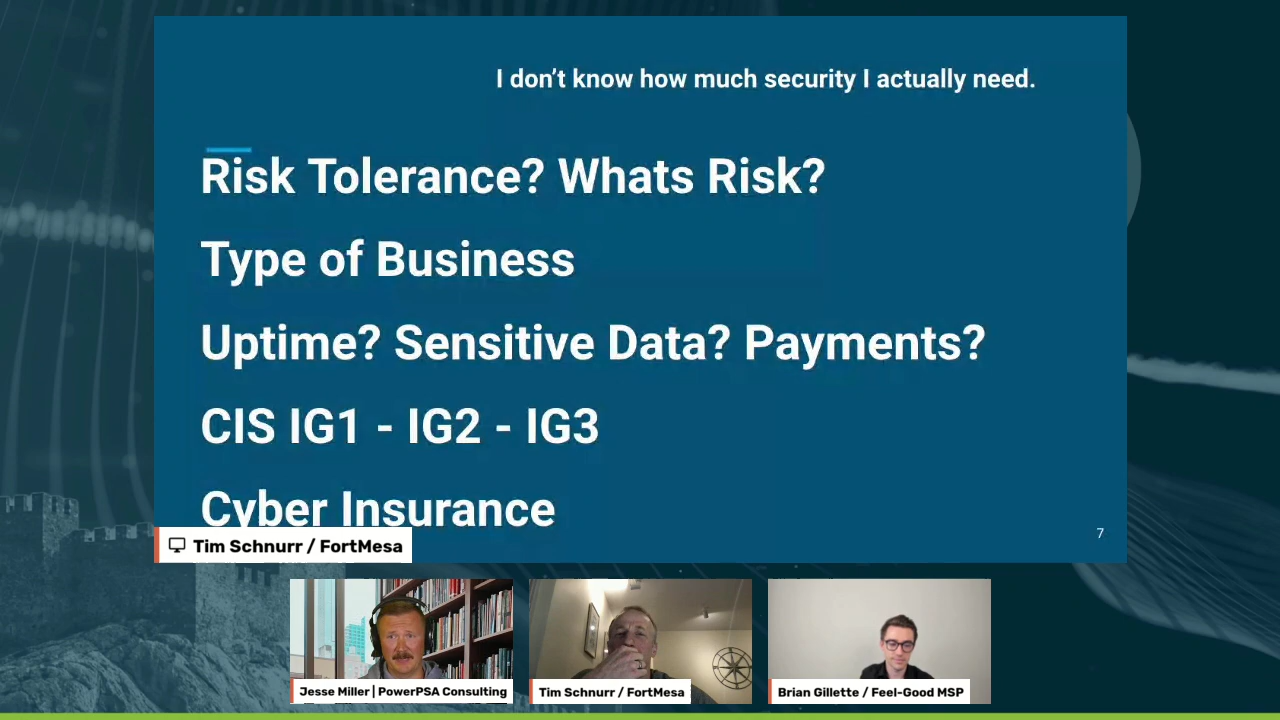 I don’t know how much security I actually need.
Risk Tolerance? Whats Risk?
Type of Business
Uptime? Sensitive Data? Payments?
CIS IG1 - IG2 - IG3
Cyber Insurance
7
Tim Schnurr / FortMesa
Jesse Miller | PowerPSA Consulting
Tim Schnurr / FortMesa
Brian Gillette / Feel-Good MSP